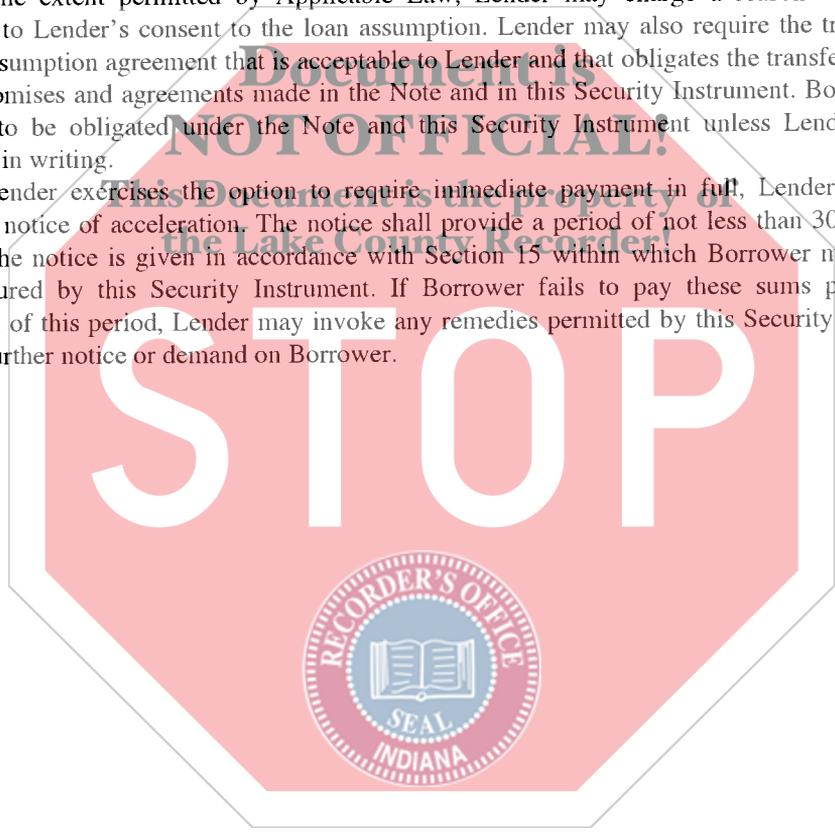 extent permitted by Applicable Law, Lender may charge a
to Lender's consent to the loan assumption. Lender may also require the tr
sumption agreement that is acceptable to Lender and that obligates the transfe
omises and agreements made in the Note and in this Security Instrument. Bo
to be obligated under the Note and this Security Instrument unless Lend
in writing.
ender exercises the option to require immediate payment in full, Lender
notice of acceleration. The notice shall provide a period of not less than 30
he notice is given in accordance with Section 15 within which Borrower
ured by this Security Instrument. If Borrower fails to pay these sums p
of this period, Lender may invoke any remedies permitted by this Security
urther notice or demand on Borrower.
Document is
NOT OFFICIAL!
This Document is the property of
the Lake County Recorder!
STOP
RECORDER'S OFFICE
SEAL
INDIANA